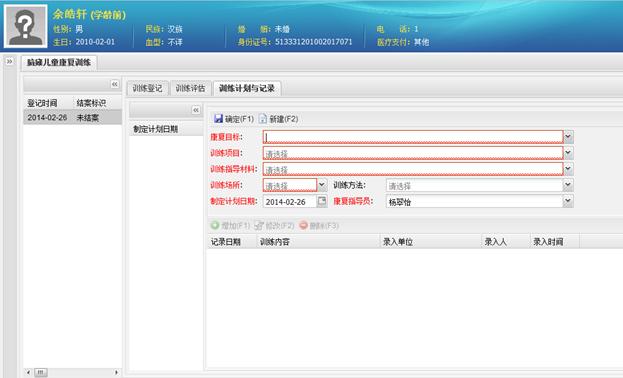 余皓轩 (学龄前)
性别: 男 民族: 汉族 婚 姻: 未婚 电 话: 1
生日: 2010-02-01 血型: 不详 身份证号: 513331201002017071 医疗支付: 其他
脑瘫儿童康复训练
训练登记 训练评估 训练计划与记录
登记时间 结案标识
2014-02-26 未结案
制定计划日期
确定(F1) 新建(F2)
康复目标:
训练项目: 请选择
训练指导材料: 请选择
训练场所: 请选择 训练方法: 请选择
制定计划日期: 2014-02-26 康复指导员: 杨翠怡
增加(F1) 修改(F2) 删除(F3)
记录日期 训练内容 录入单位 录入人 录入时间